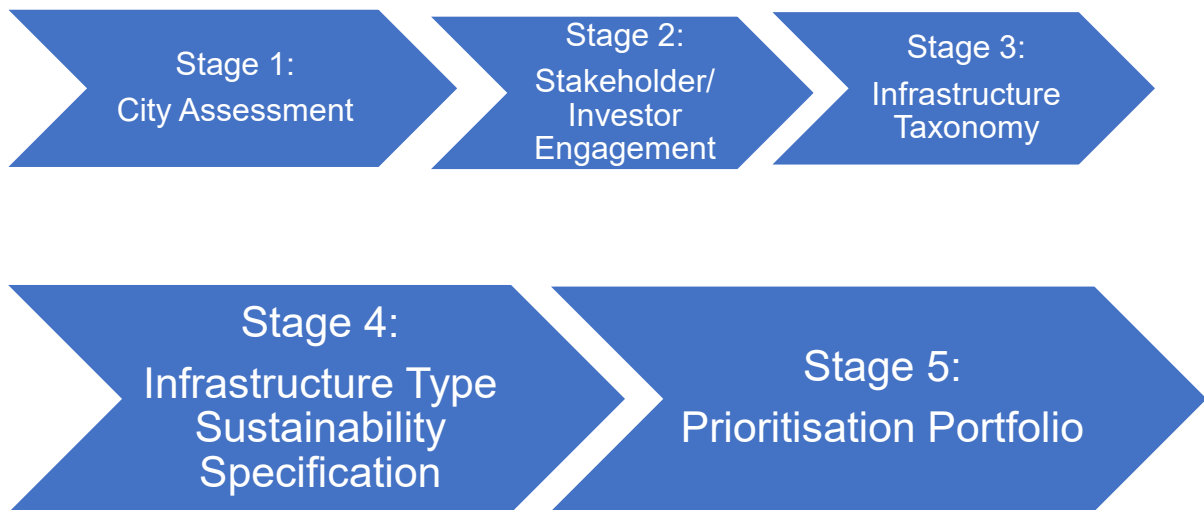 Stage 1:
City Assessment
Stage 2:
Stakeholder/
Investor
Engagement
Stage 3:
Infrastructure
Taxonomy
Stage 4:
Infrastructure Type
Sustainability
Specification
Stage 5:
Prioritisation Portfolio